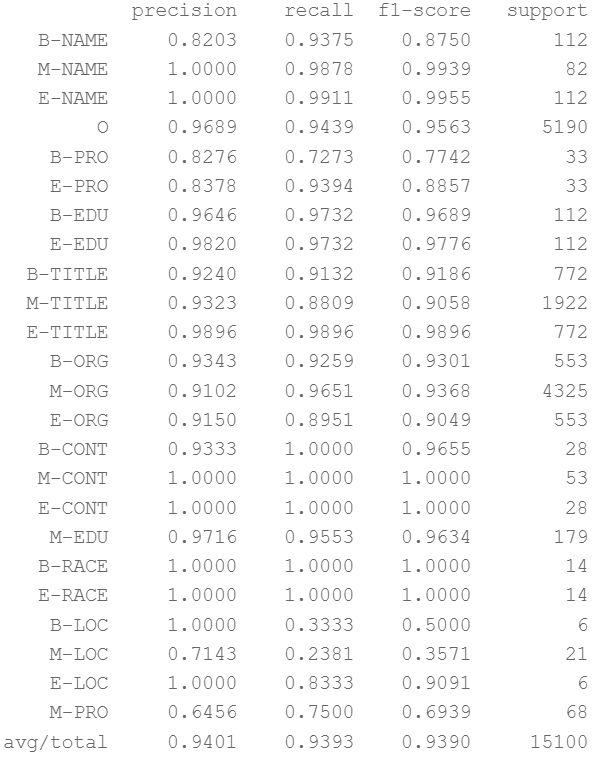 precision recall f1-score support
B-NAME 0.8203 0.9375 0.8750 112
M-NAME 1.0000 0.9878 0.9939 82
E-NAME 1.0000 0.9911 0.9955 112
O 0.9689 0.9439 0.9563 5190
B-PRO 0.8276 0.7273 0.7742 33
E-PRO 0.8378 0.9394 0.8857 33
B-EDU 0.9646 0.9732 0.9689 112
E-EDU 0.9820 0.9732 0.9776 112
B-TITLE 0.9240 0.9132 0.9186 772
M-TITLE 0.9323 0.8809 0.9058 1922
E-TITLE 0.9896 0.9896 0.9896 772
B-ORG 0.9343 0.9259 0.9301 553
M-ORG 0.9102 0.9651 0.9368 4325
E-ORG 0.9150 0.8951 0.9049 553
B-CONT 0.9333 1.0000 0.9655 28
M-CONT 1.0000 1.0000 1.0000 53
E-CONT 1.0000 1.0000 1.0000 28
M-EDU 0.9716 0.9553 0.9634 179
B-RACE 1.0000 1.0000 1.0000 14
E-RACE 1.0000 1.0000 1.0000 14
B-LOC 1.0000 0.3333 0.5000 6
M-LOC 0.7143 0.2381 0.3571 21
E-LOC 1.0000 0.8333 0.9091 6
M-PRO 0.6456 0.7500 0.6939 68
avg/total 0.9401 0.9393 0.9390 15100